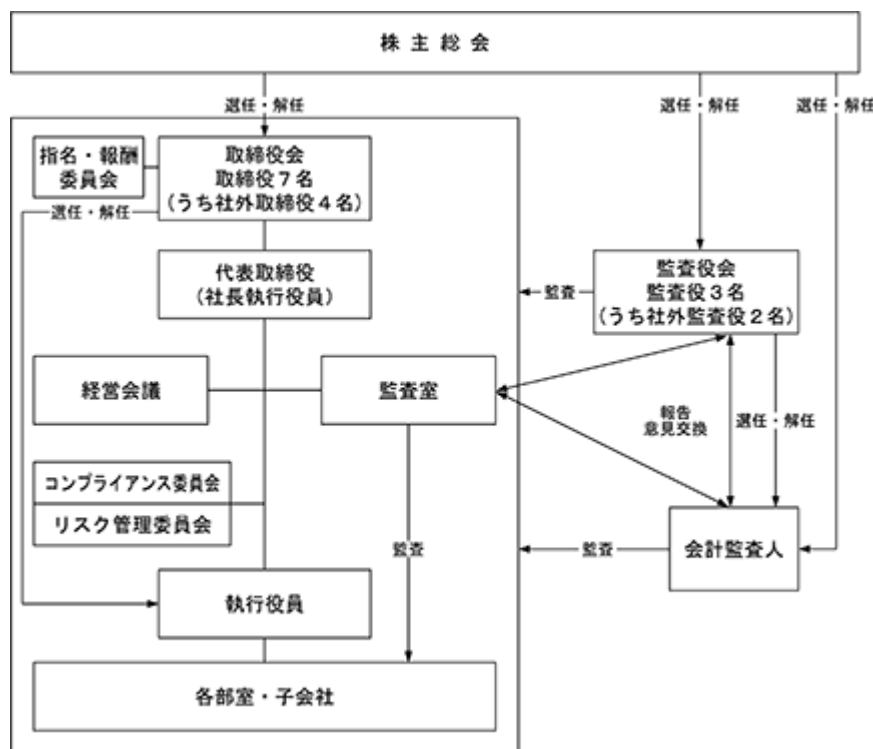 株主総会
選任・解任
選任・解任
選任・解任
指名・報酬
委員会
取締役会
取締役7名
(うち社外取締役4名)
選任・解任
代表取締役
(社長執行役員)
監査
監査役会
監査役3名
(うち社外監査役2名)
経営会議
監査室
報告
意見交換
選任・解任
コンプライアンス委員会
リスク管理委員会
監査
監査
会計監査人
執行役員
各部室・子会社